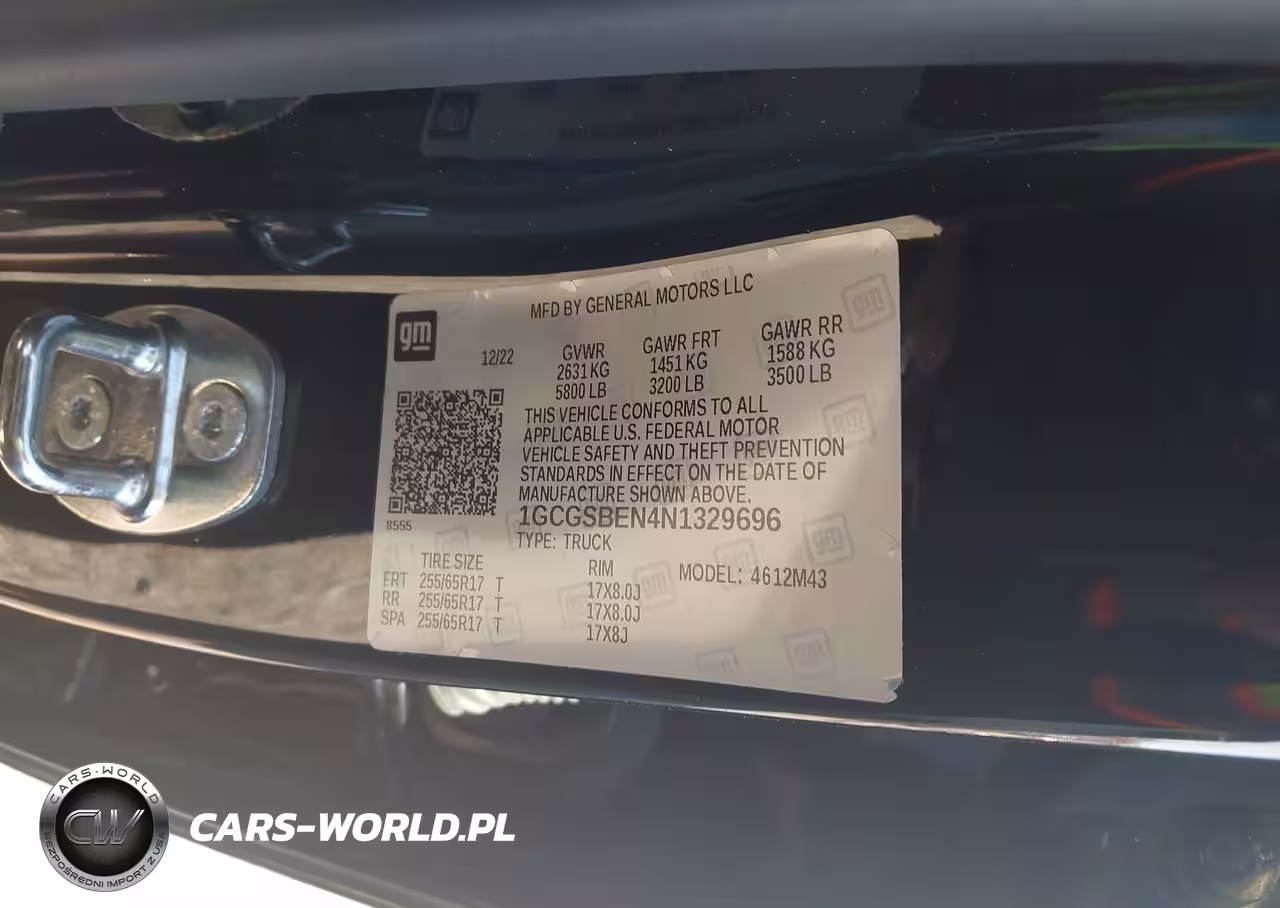 MFD BY GENERAL MOTORS LLC
gm
12/22
GVWR GAWR FRT GAWR RR
2631 KG 1451 KG 1588 KG
5800 LB 3200 LB 3500 LB
THIS VEHICLE CONFORMS TO ALL
APPLICABLE U.S. FEDERAL MOTOR
VEHICLE SAFETY AND THEFT PREVENTION
STANDARDS IN EFFECT ON THE DATE OF
MANUFACTURE SHOWN ABOVE.
8555
1GCGSBEN4N1329696
TYPE: TRUCK
TIRE SIZE RIM MODEL: 4612M43
FRT 255/65R17 T 17X8.0J
RR 255/65R17 T 17X8.0J
SPA 255/65R17 T 17X8J
CARS-WORLD
CW
BEZPOŚREDNI IMPORT Z USA
CARS-WORLD.PL